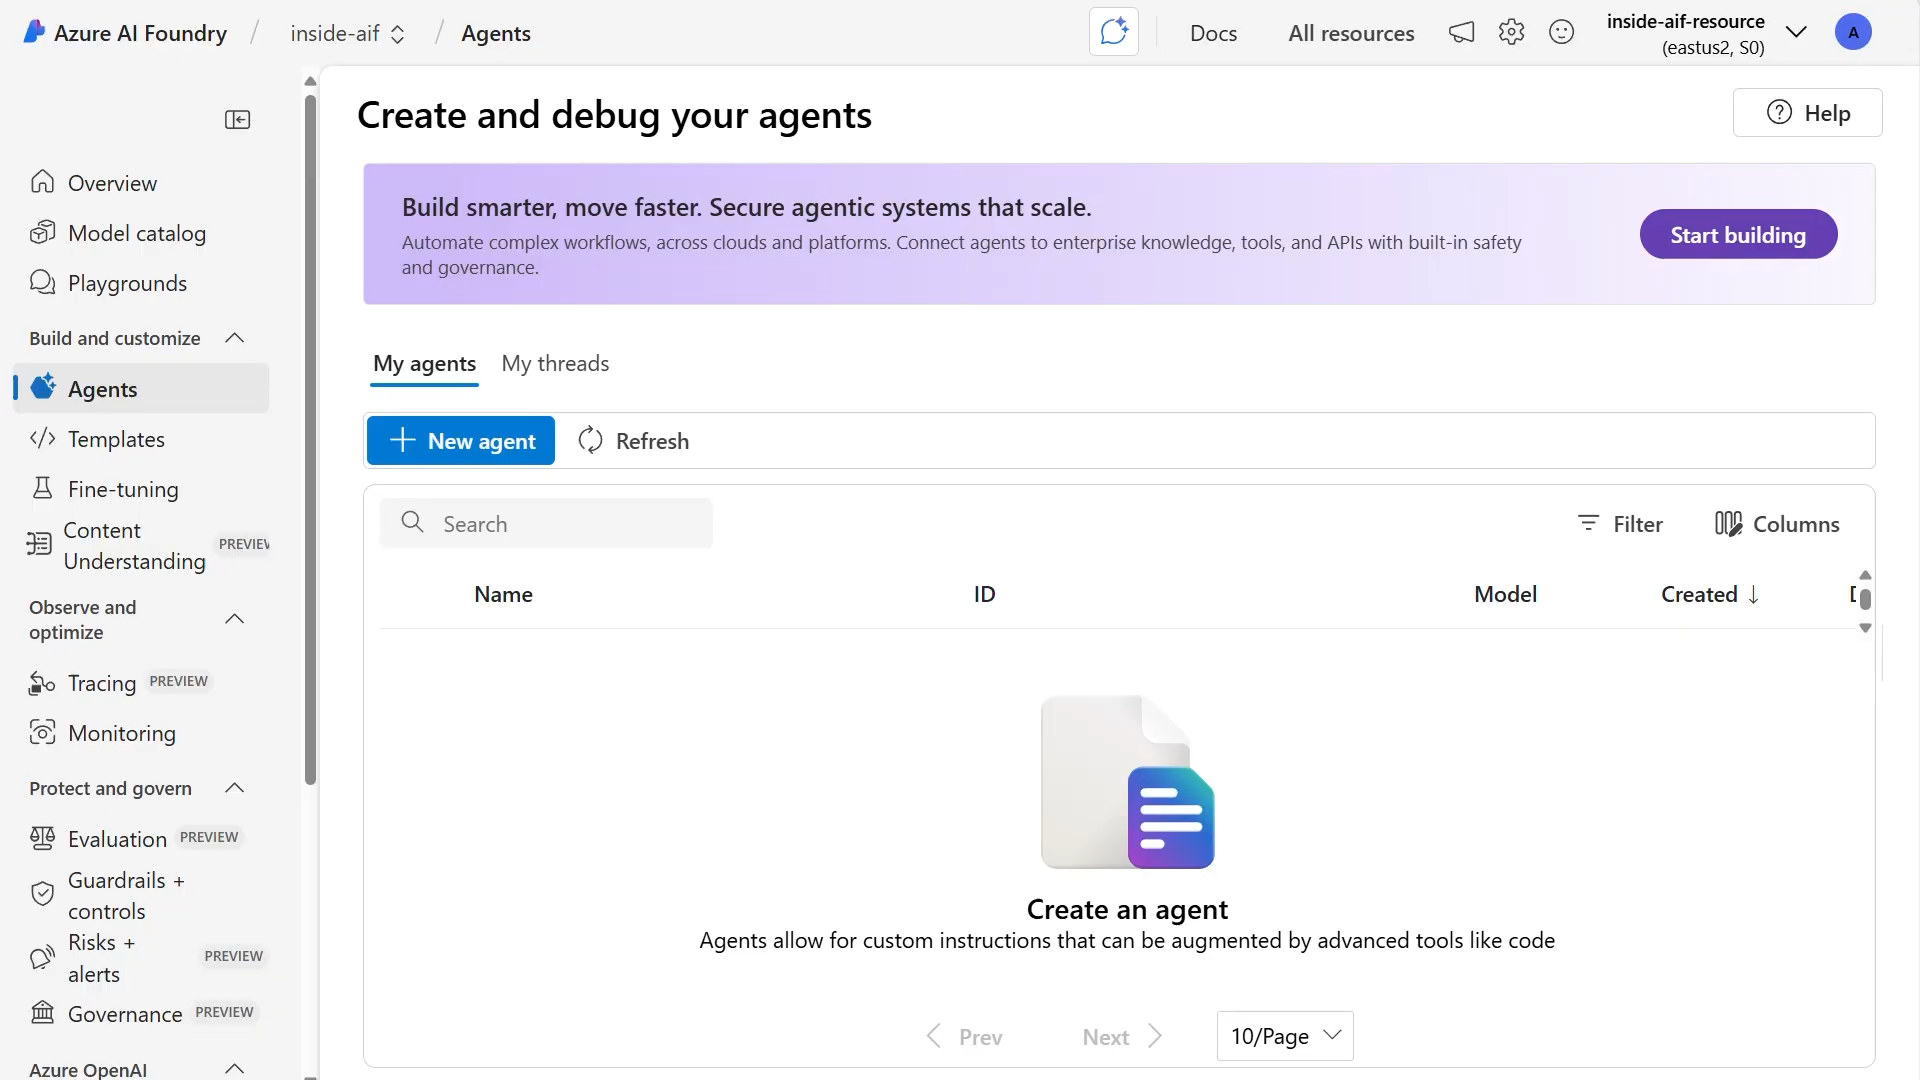 Azure AI Foundry / inside-aif / Agents
Docs
All resources
inside-aif-resource
(eastus2, S0)
A
Overview
Model catalog
Playgrounds
Build and customize
Agents
Templates
Fine-tuning
Content
Understanding
PREVIEW
Observe and
optimize
Tracing PREVIEW
Monitoring
Protect and govern
Evaluation PREVIEW
Guardrails +
controls
Risks +
alerts
PREVIEW
Governance PREVIEW
Azure OpenAI
Create and debug your agents
Help
Build smarter, move faster. Secure agentic systems that scale.
Automate complex workflows, across clouds and platforms. Connect agents to enterprise knowledge, tools, and APIs with built-in safety
and governance.
Start building
My agents
My threads
New agent
Refresh
Search
Filter
Columns
Name
ID
Model
Created
Create an agent
Agents allow for custom instructions that can be augmented by advanced tools like code
Prev
Next
10/Page